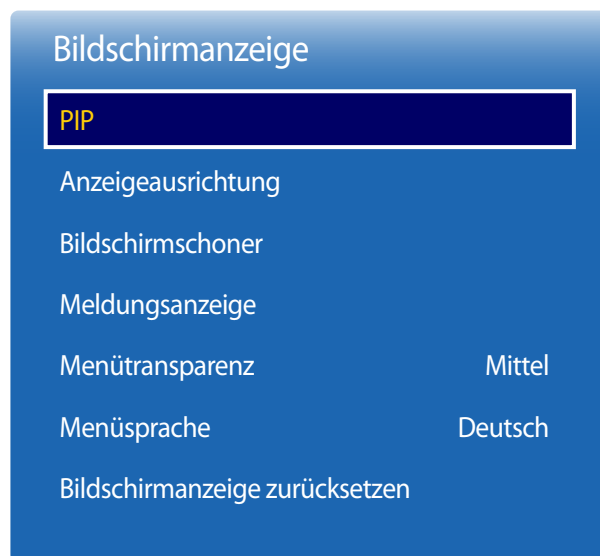 Bildschirmanzeige
PIP
Anzeigeausrichtung
Bildschirmschoner
Meldungsanzeige
Menütransparenz Mittel
Menüsprache Deutsch
Bildschirmanzeige zurücksetzen